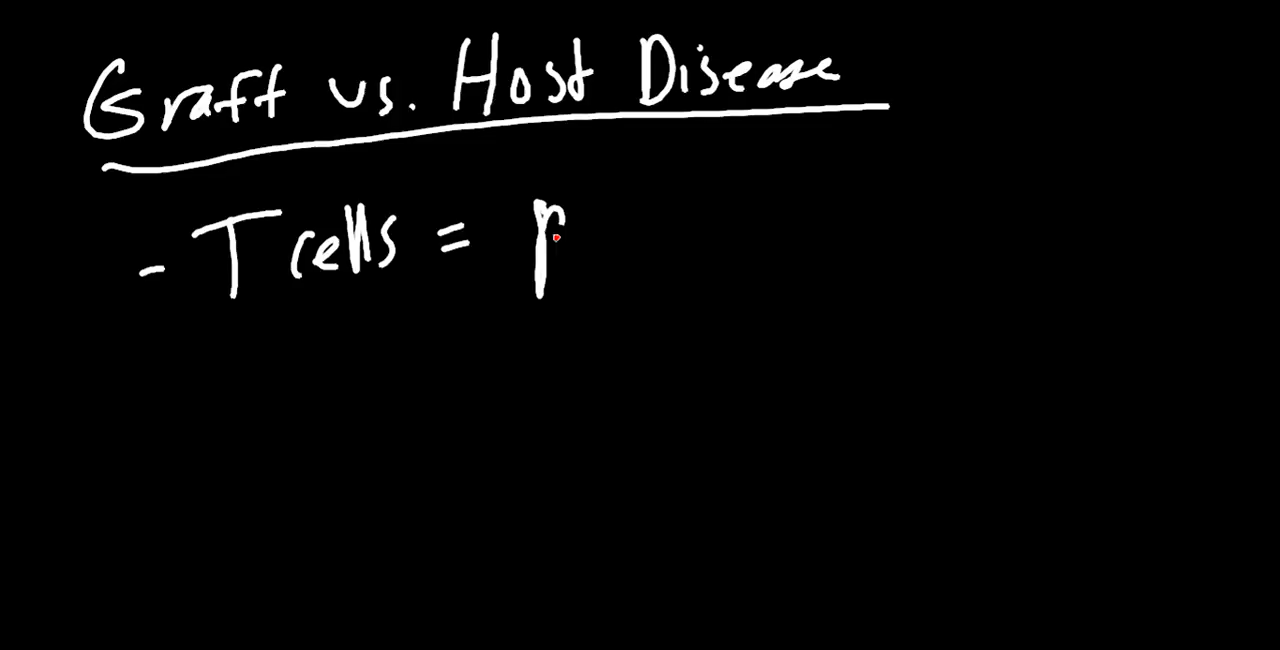 Graft vs. Host Disease
- T cells = p